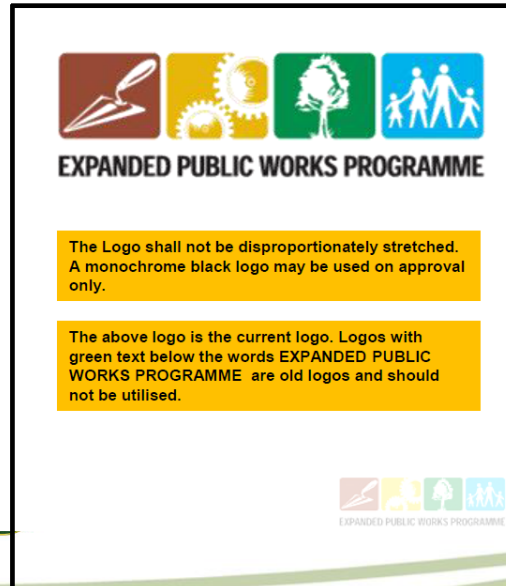 EXPANDED PUBLIC WORKS PROGRAMME
The Logo shall not be disproportionately stretched.
A monochrome black logo may be used on approval
only.
The above logo is the current logo. Logos with
green text below the words EXPANDED PUBLIC
WORKS PROGRAMME are old logos and should
not be utilised.
EXPANDED PUBLIC WORKS PROGRAMME